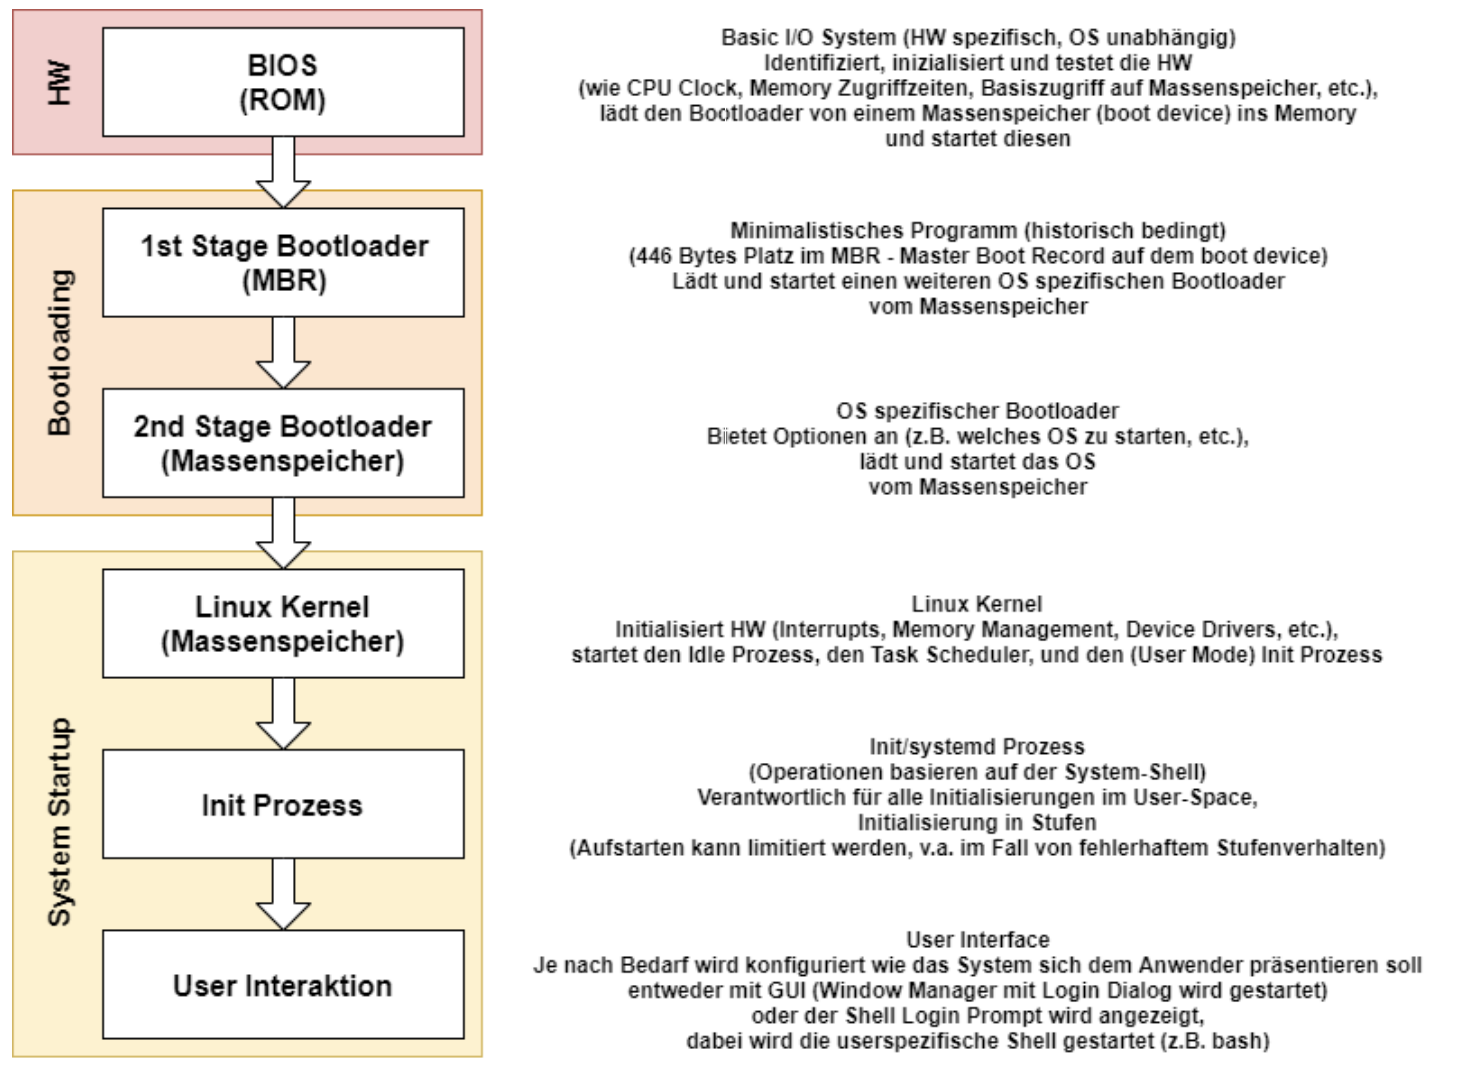 HW
BIOS
(ROM)
Basic I/O System (HW spezifisch, OS unabhängig)
Identifiziert, inizialisiert und testet die HW
(wie CPU Clock, Memory Zugriffzeiten, Basiszugriff auf Massenspeicher, etc.),
lädt den Bootloader von einem Massenspeicher (boot device) ins Memory
und startet diesen
Bootloading
1st Stage Bootloader
(MBR)
Minimalistisches Programm (historisch bedingt)
(446 Bytes Platz im MBR - Master Boot Record auf dem boot device)
Lädt und startet einen weiteren OS spezifischen Bootloader
vom Massenspeicher
2nd Stage Bootloader
(Massenspeicher)
OS spezifischer Bootloader
Bietet Optionen an (z.B. welches OS zu starten, etc.),
lädt und startet das OS
vom Massenspeicher
System Startup
Linux Kernel
(Massenspeicher)
Linux Kernel
Initialisiert HW (Interrupts, Memory Management, Device Drivers, etc.),
startet den Idle Prozess, den Task Scheduler, und den (User Mode) Init Prozess
Init Prozess
Init/systemd Prozess
(Operationen basieren auf der System-Shell)
Verantwortlich für alle Initialisierungen im User-Space,
Initialisierung in Stufen
(Aufstarten kann limitiert werden, v.a. im Fall von fehlerhaftem Stufenverhalten)
User Interaktion
User Interface
Je nach Bedarf wird konfiguriert wie das System sich dem Anwender präsentieren soll
entweder mit GUI (Window Manager mit Login Dialog wird gestartet)
oder der Shell Login Prompt wird angezeigt,
dabei wird die userspezifische Shell gestartet (z.B. bash)